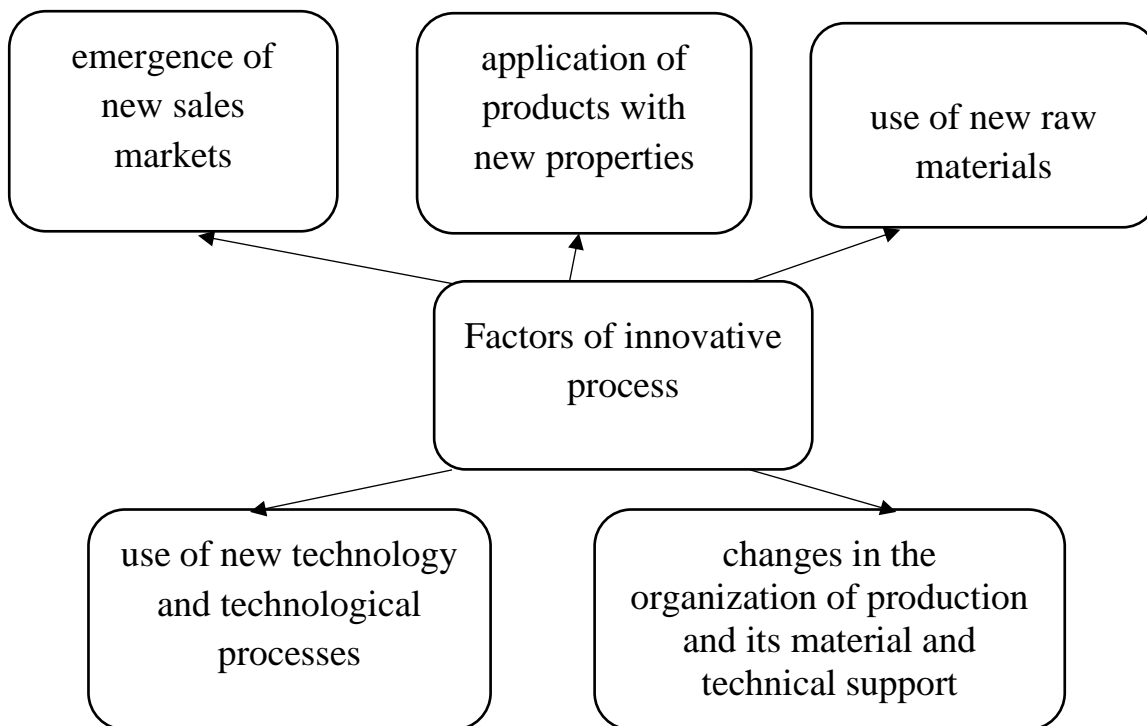 emergence of
new sales
markets
application of
products with
new properties
use of new raw
materials
Factors of innovative
process
use of new technology
and technological
processes
changes in the
organization of production
and its material and
technical support